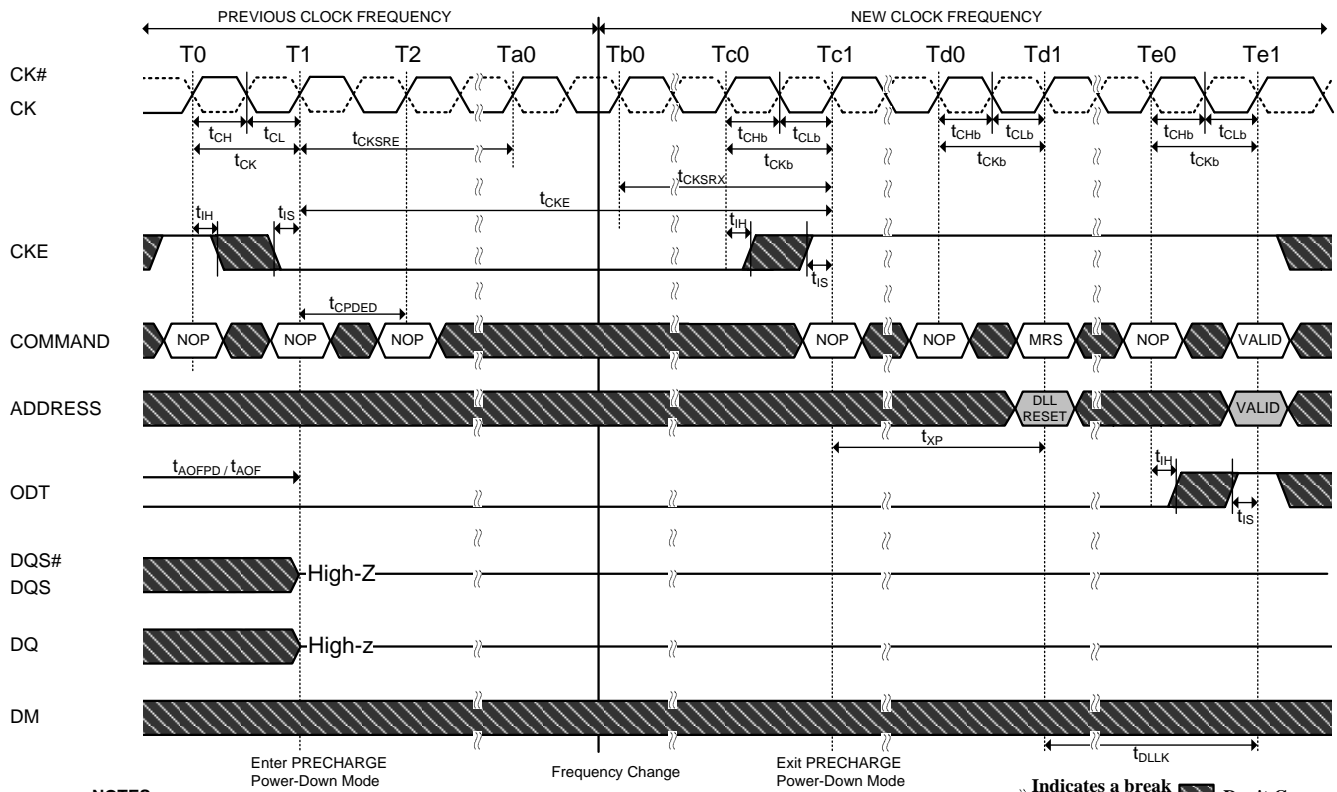 PREVIOUS CLOCK FREQUENCY NEW CLOCK FREQUENCY
T0 T1 T2 Ta0 Tb0 Tc0 Tc1 Td0 Td1 Te0 Te1
CK#
CK
tCH tCL tCKSRE tCHb tCLb tCHb tCLb tCHb tCLb
tCK tCKb tCKb tCKb
tCKSRX
tCKE
tIH tIS tIH
CKE
tIS
tCPDED
COMMAND NOP NOP NOP NOP NOP MRS NOP VALID
ADDRESS DLL RESET VALID
tXP
tAOFPD / tAOF tIH
ODT
tIS
DQS#
DQS
High-Z
DQ High-z
DM
tDLLK
Enter PRECHARGE
Power-Down Mode
Frequency Change
Exit PRECHARGE
Power-Down Mode
Indicates a break